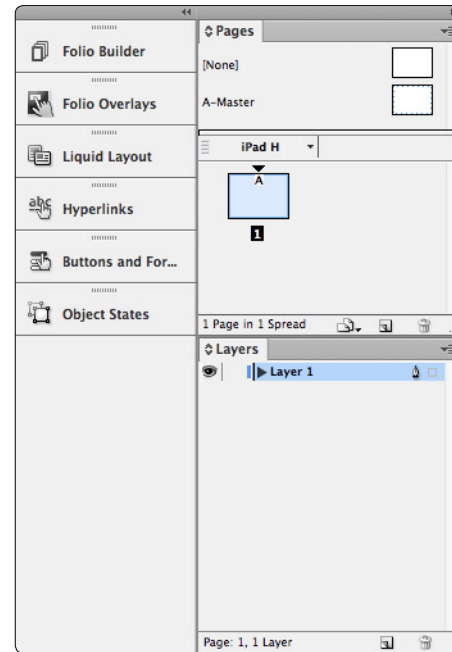 Folio Builder
Folio Overlays
Liquid Layout
abc
Hyperlinks
Buttons and For...
Object States
Pages
[None]
A-Master
iPad H
A
1
1 Page in 1 Spread
Layers
Layer 1
Page: 1, 1 Layer